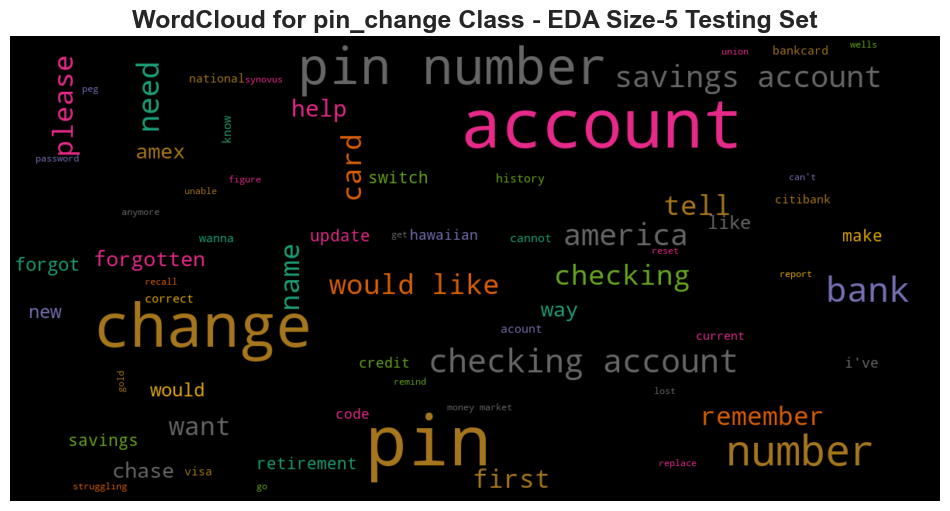 WordCloud for pin_change Class - EDA Size-5 Testing Set
pin number
account
savings account
please
peg
need
national
synovus
help
union
bankcard
wells
know
amex
password
card
switch
history
can't
figure
unable
citibank
tell
like
anymore
wanna
update
get
hawaiian
cannot
america
make
reset
forgot
forgotten
name
would like
checking
report
bank
recall
correct
new
way
change
acount
current
checking account
credit
i've
gold
remind
would
lost
money market
code
remember
want
pin
number
savings
retirement
replace
chase
visa
first
struggling
go